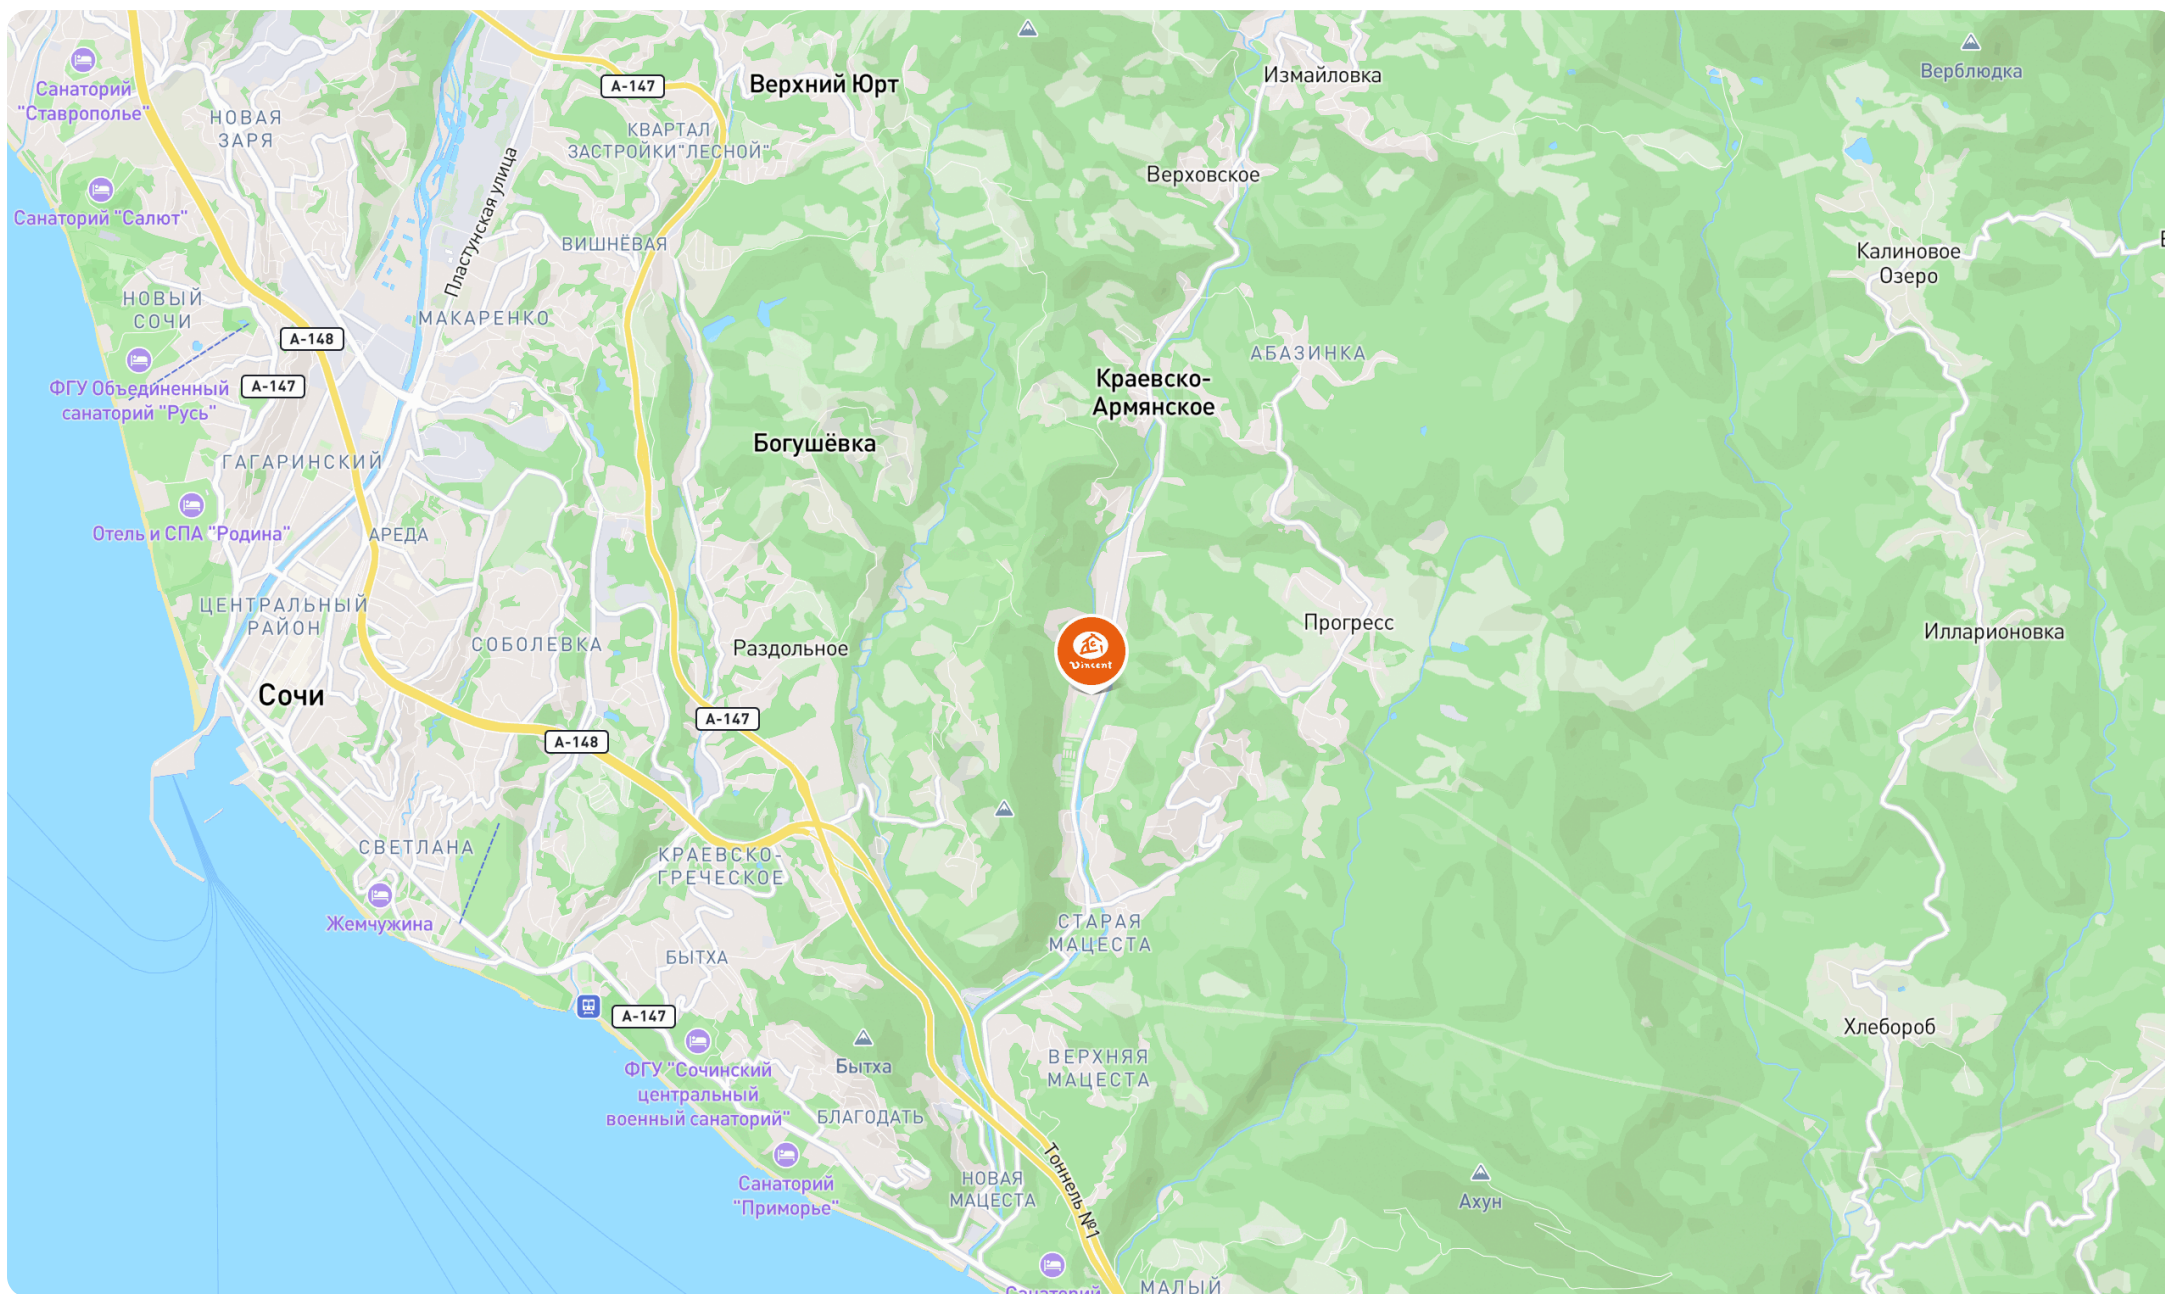 Санаторий
"Ставрополье"
НОВАЯ
ЗАРЯ
А-147
Верхний Юрт
КВАРТАЛ
ЗАСТРОЙКИ"ЛЕСНОЙ"
Измайловка
Верблюдка
Верховское
Санаторий "Салют"
Пластунская улица
ВИШНЁВАЯ
Калиновое
Озеро
НОВЫЙ
СОЧИ
МАКАРЕНКО
А-148
АБАЗИНКА
ФГУ Объединенный
санаторий "Русь"
А-147
Краевско-
Армянское
Богушёвка
ГАГАРИНСКИЙ
Отель и СПА "Родина"
АРЕДА
ЦЕНТРАЛЬНЫЙ
РАЙОН
СОБОЛЕВКА
Раздольное
Vincent
Прогресс
Илларионовка
Сочи
А-147
А-148
СВЕТЛАНА
КРАЕВСКО-
ГРЕЧЕСКОЕ
Жемчужина
СТАРАЯ
МАЦЕСТА
БЫТХА
А-147
Хлебороб
ФГУ "Сочинский
центральный
военный санаторий"
Бытха
ВЕРХНЯЯ
МАЦЕСТА
БЛАГОДАТЬ
Санаторий
"Приморье"
НОВАЯ
МАЦЕСТА
Тоннель №1
Ахун
Санаторий
МАЛЫЙ